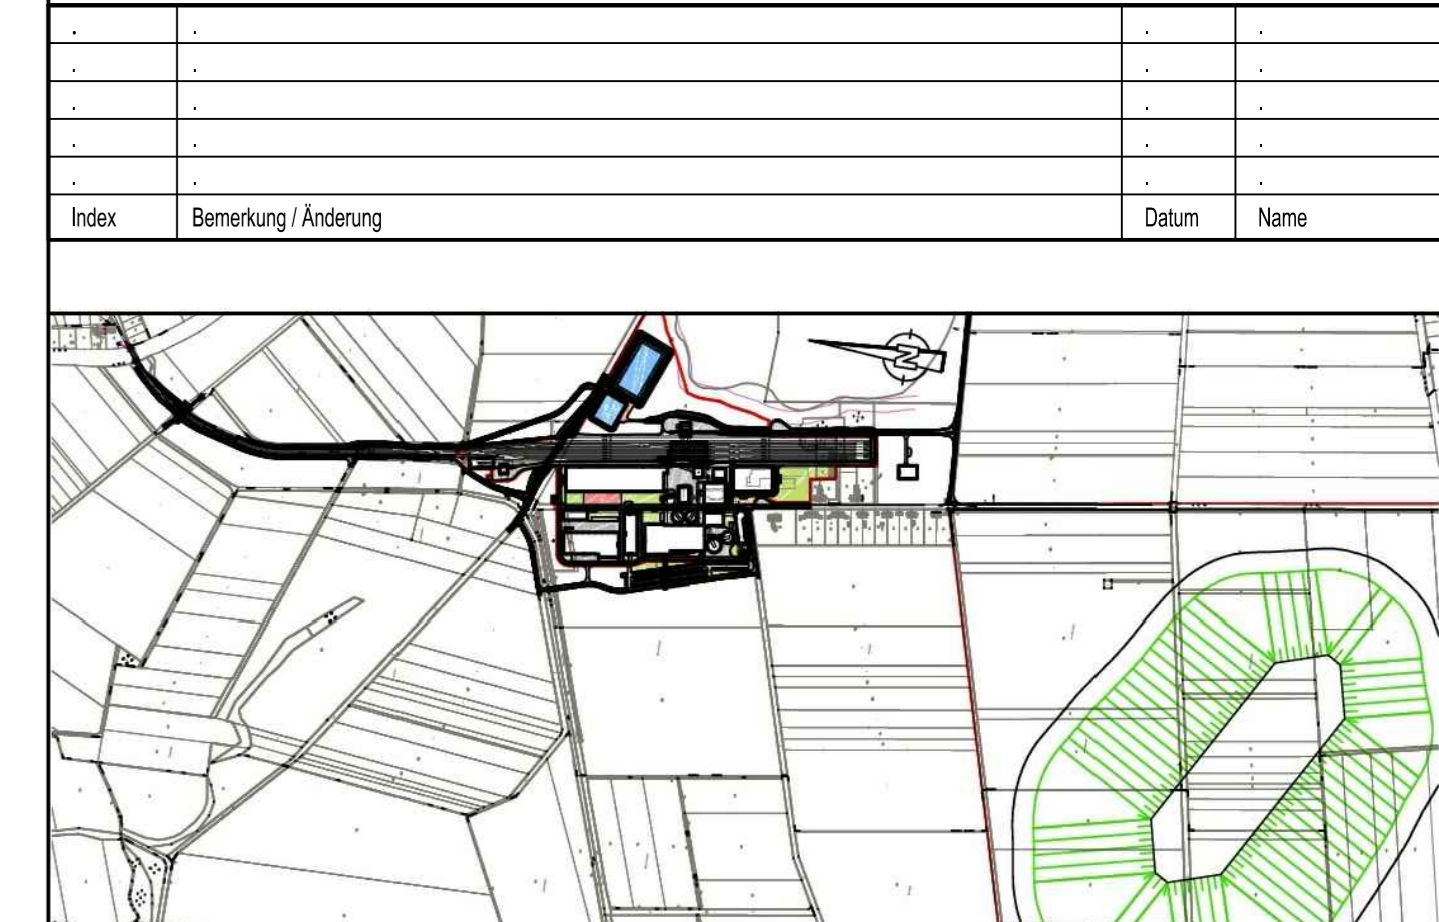 . . . .
. . . .
. . . .
. . . .
. . . .
Index Bemerkung / Änderung Datum Name
N